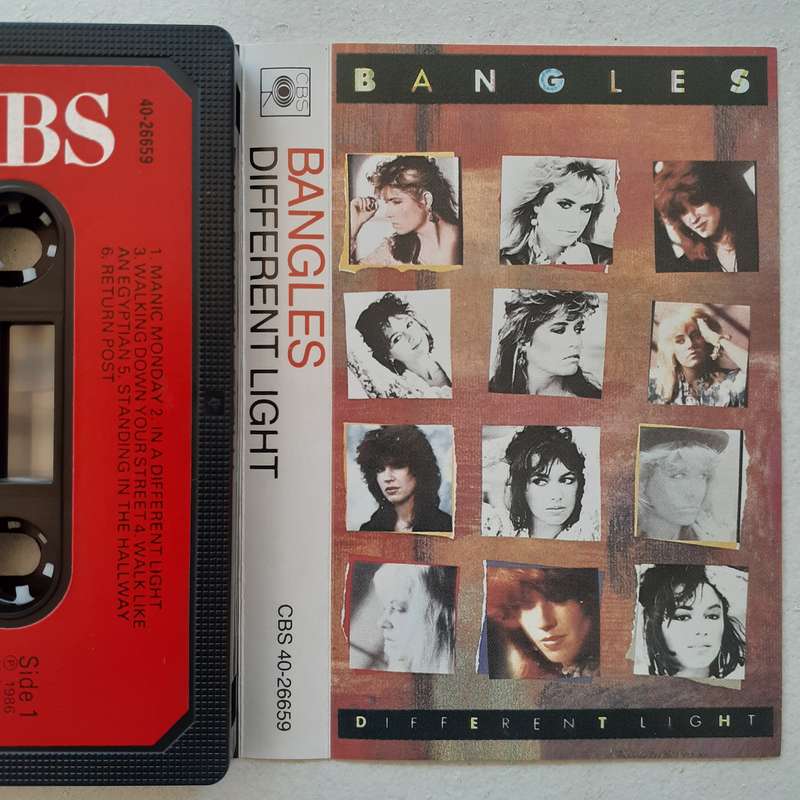 BS
40-26659
1. MANIC MONDAY 2. IN A DIFFERENT LIGHT
3. WALKING DOWN YOUR STREET 4. WALK LIKE
AN EGYPTIAN 5. STANDING IN THE HALLWAY
6. RETURN POST
Side 1
℗ 1986
CBS
BANGLES
DIFFERENT LIGHT
CBS 40-26659
BANGLES
DIFFERENT LIGHT